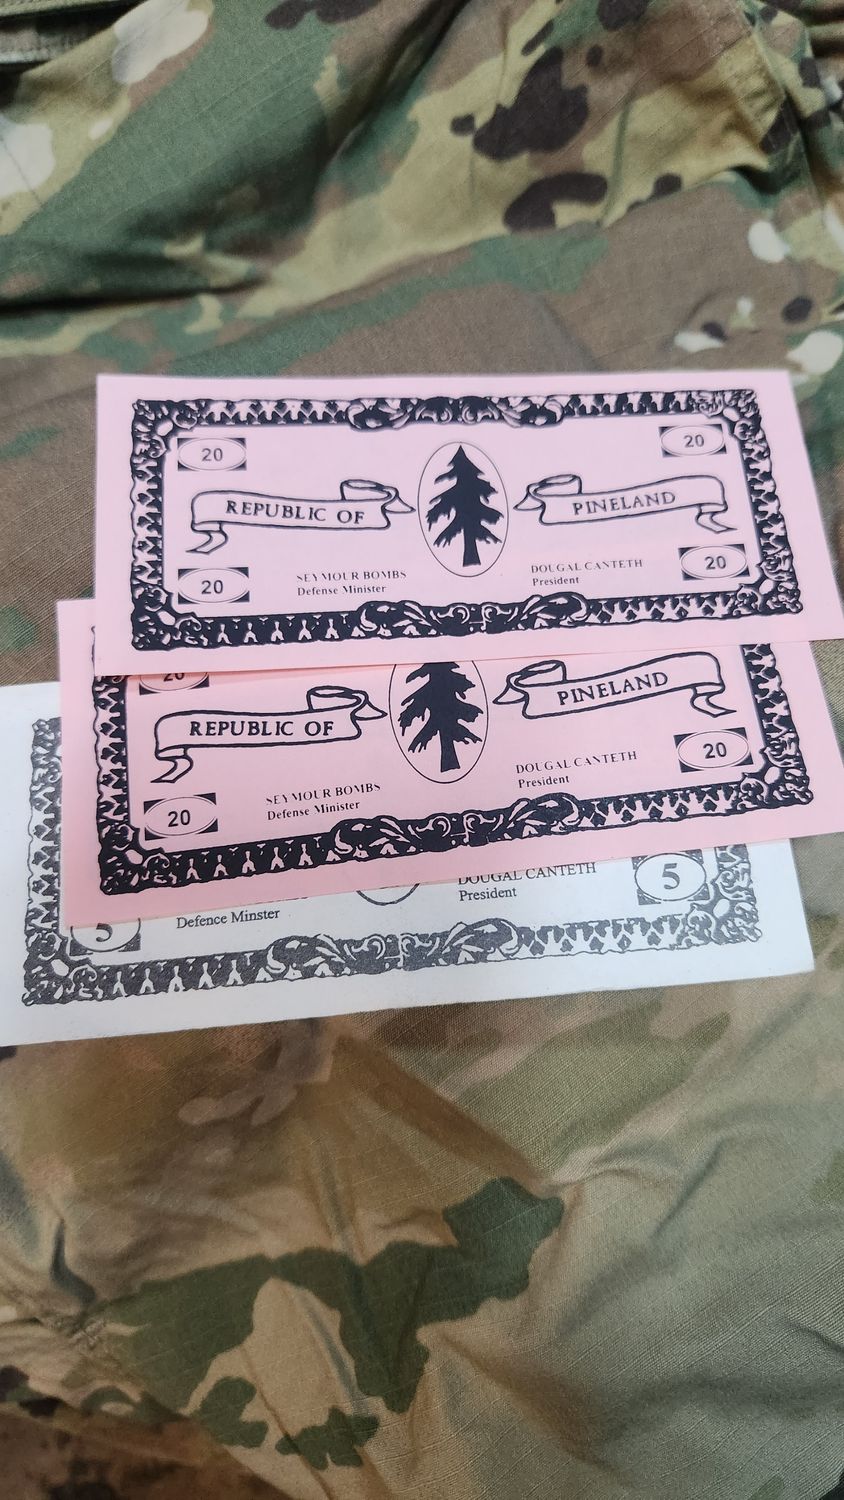 20
20
REPUBLIC OF
PINELAND
SEYMOUR BOMBS
Defense Minister
DOUGAL CANTETH
President
20
20
20
REPUBLIC OF
PINELAND
SEYMOUR BOMBS
Defense Minister
DOUGAL CANTETH
President
20
20
5
Defence Minster
DOUGAL CANTETH
President
5